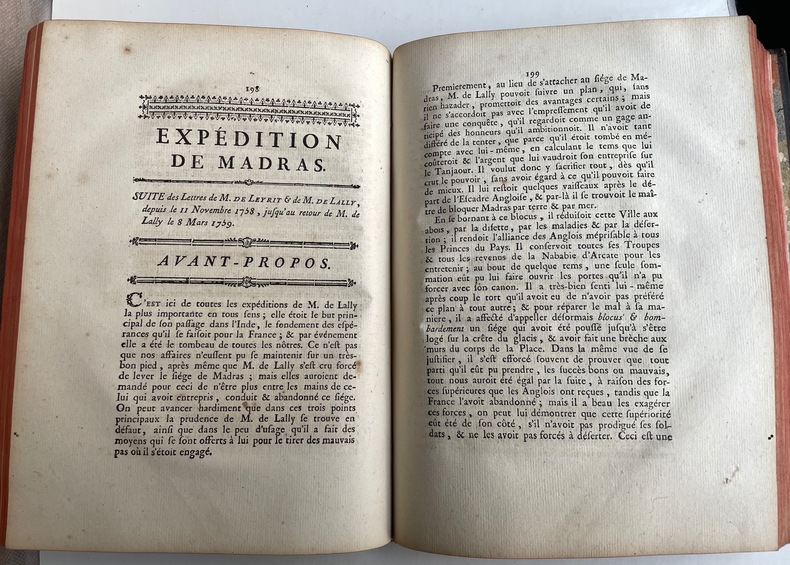 198
EXPÉDITION
DE MADRAS.
SUITE des Lettres de M. DE LEYRIT & de M. DE LALLY,
depuis le 11 Novembre 1758, jusqu'au retour de M. de
Lally le 8 Mars 1759.
AVANT-PROPOS.
C'EST ici de toutes les expéditions de M. de Lally
la plus importante en tous sens; elle étoit le but prin-
cipal de son passage dans l'Inde, le fondement des espé-
rances qu'il faisoit pour la France; & par événement
elle a été le tombeau de toutes les nôtres. Ce n'est pas
que nos affaires n'eussent pu se maintenir sur un très-
bon pied, après même que M. de Lally s'est cru forcé
de lever le siége de Madras; mais elles auroient de-
mandé pour ceci de n'être plus entre les mains de ce-
lui qui avoit entrepris, conduit & abandonné ce siége.
On peut avancer hardiment que dans ces trois points
principaux la prudence de M. de Lally se trouve en
défaut, ainsi que dans le peu d'usage qu'il a fait des
moyens qui se sont offerts à lui pour le tirer des mauvais
pas où il s'étoit engagé.
199
Premierement, au lieu de s'attacher au siége de Ma-
dras, M. de Lally pouvoit suivre un plan, qui, sans
rien hazader, promettoit des avantages certains; mais
il ne s'accordoit pas avec l'empressement qu'il avoit de
faire une conquête, qu'il regardoit comme un gage an-
ticipé des honneurs qu'il ambitionnoit. Il n'avoit tant
différé de la tenter, que parce qu'il étoit tombé en mé-
compte avec lui-même, en calculant le tems que lui
coûteroit & l'argent que lui vaudroit son entreprise sur
le Tanjaour. Il voulut donc y sacrifier tout, dès qu'il
crut le pouvoir, sans avoir égard à ce qu'il pouvoit faire
de mieux. Il lui restoit quelques vaisseaux après le dé-
part de l'Escadre Angloise, & par-là il se trouvoit le maî-
tre de bloquer Madras par terre & par mer.
En se bornant à ce blocus, il réduisoit cette Ville aux
abois, par la disette, par les maladies & par la déser-
tion; il rendoit l'alliance des Anglois méprisable à tous
les Princes du Pays. Il conservoit toutes ses Troupes
& tous les revenus de la Nababie d'Arcate pour les
entretenir; au bout de quelque tems, une seule som-
mation eût pu lui faire ouvrir les portes qu'il n'a pu
forcer avec son canon. Il a très-bien senti lui-même
après coup le tort qu'il avoit eu de n'avoir pas préféré
ce plan à tout autre; & pour réparer le mal à sa ma-
niere, il a affecté d'appeller désormais blocus & bom-
bardement un siége qui avoit été poussé jusqu'à s'être
logé sur la crête du glacis, & avoit fait une brèche aux
murs du corps de la Place. Dans la même vue de se
justifier, il s'est efforcé souvent de prouver que tout
parti qu'il eût pu prendre, les succès bons ou mauvais,
tout nous auroit été égal par la suite, à raison des for-
ces supérieures que les Anglois ont reçues, tandis que la
France l'avoit abandonné; mais il a beau les exagérer
ces forces, on peut lui démontrer que cette supériorité
eût été de son côté, s'il n'avoit pas prodigué ses sol-
dats, & ne les avoit pas forcés à déserter. Ceci est une